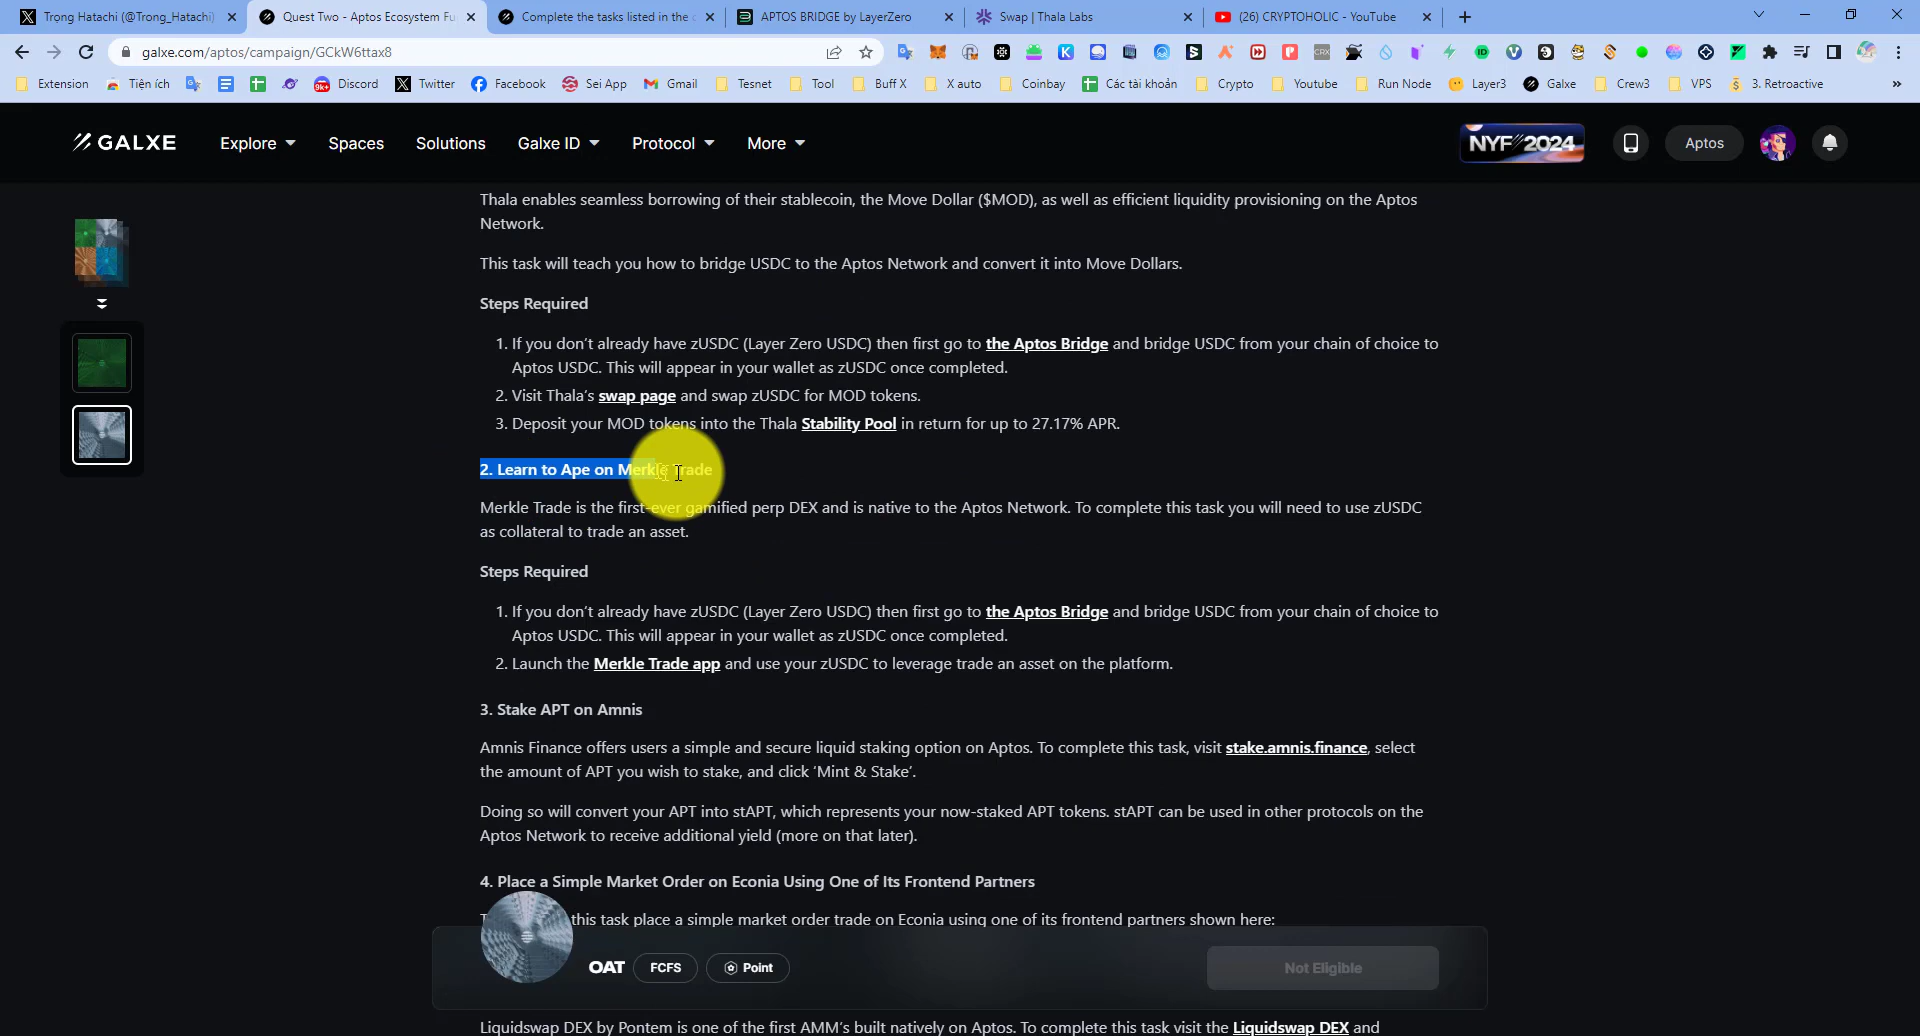 Trọng Hatachi (@Trong_Hatachi)
Quest Two - Aptos Ecosystem Fu
Complete the tasks listed in the c
APTOS BRIDGE by LayerZero
Swap | Thala Labs
(26) CRYPTOHOLIC - YouTube
galxe.com/aptos/campaign/GCkW6ttax8
Extension
Tiện ích
9K+
Discord
Twitter
Facebook
Sei App
Gmail
Tesnet
Tool
Buff X
X auto
Coinbay
Các tài khoản
Crypto
Youtube
Run Node
Layer3
Galxe
Crew3
VPS
3. Retroactive
GALXE
Explore
Spaces
Solutions
Galxe ID
Protocol
More
NYF//2024
Aptos
Thala enables seamless borrowing of their stablecoin, the Move Dollar ($MOD), as well as efficient liquidity provisioning on the Aptos
Network.
This task will teach you how to bridge USDC to the Aptos Network and convert it into Move Dollars.
Steps Required
1. If you don’t already have zUSDC (Layer Zero USDC) then first go to the Aptos Bridge and bridge USDC from your chain of choice to
Aptos USDC. This will appear in your wallet as zUSDC once completed.
2. Visit Thala’s swap page and swap zUSDC for MOD tokens.
3. Deposit your MOD tokens into the Thala Stability Pool in return for up to 27.17% APR.
2. Learn to Ape on Merkle Trade
Merkle Trade is the first-ever gamified perp DEX and is native to the Aptos Network. To complete this task you will need to use zUSDC
as collateral to trade an asset.
Steps Required
1. If you don’t already have zUSDC (Layer Zero USDC) then first go to the Aptos Bridge and bridge USDC from your chain of choice to
Aptos USDC. This will appear in your wallet as zUSDC once completed.
2. Launch the Merkle Trade app and use your zUSDC to leverage trade an asset on the platform.
3. Stake APT on Amnis
Amnis Finance offers users a simple and secure liquid staking option on Aptos. To complete this task, visit stake.amnis.finance, select
the amount of APT you wish to stake, and click ‘Mint & Stake’.
Doing so will convert your APT into stAPT, which represents your now-staked APT tokens. stAPT can be used in other protocols on the
Aptos Network to receive additional yield (more on that later).
4. Place a Simple Market Order on Econia Using One of Its Frontend Partners
this task place a simple market order trade on Econia using one of its frontend partners shown here:
OAT
FCFS
Point
Not Eligible
Liquidswap DEX by Pontem is one of the first AMM’s built natively on Aptos. To complete this task visit the Liquidswap DEX and